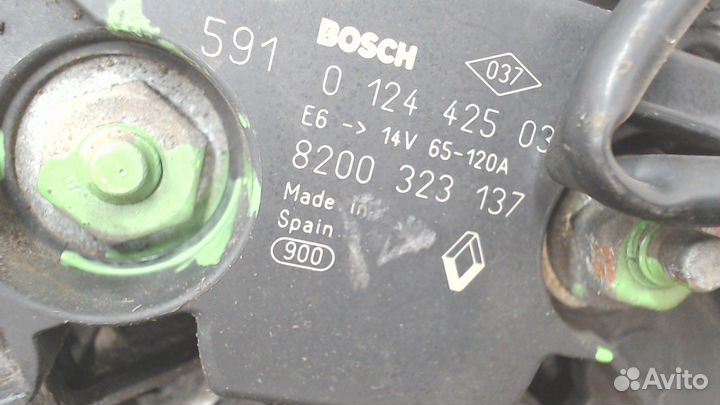 BOSCH
591
037
0 124 425 03
E6 -> 14V 65-120A
8200 323 137
Made in
Spain
900
Avito